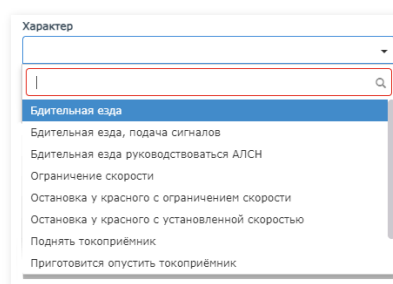 Характер
Бдительная езда
Бдительная езда, подача сигналов
Бдительная езда руководствоваться АЛСН
Ограничение скорости
Остановка у красного с ограничением скорости
Остановка у красного с установленной скоростью
Поднять токоприёмник
Приготовится опустить токоприёмник